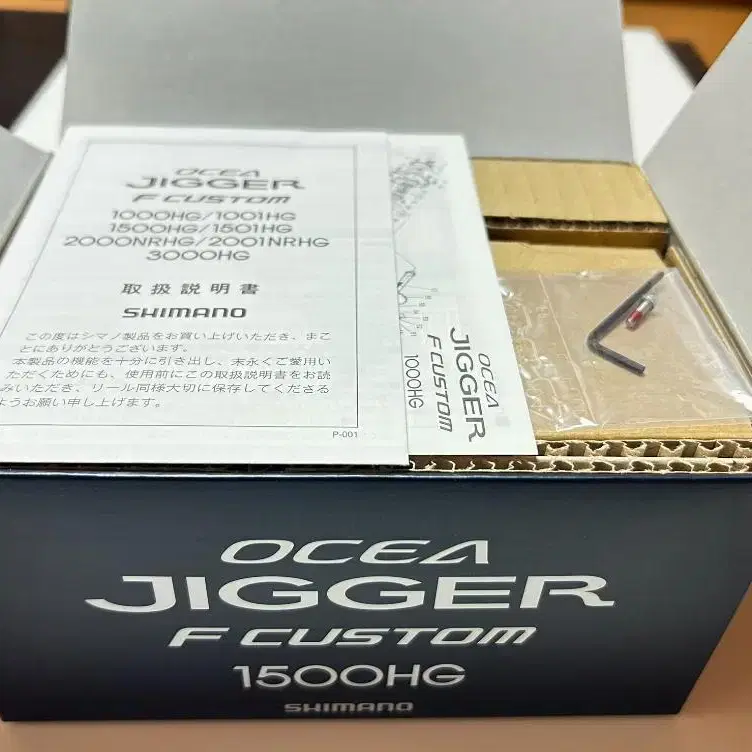 OCEA
JIGGER
F CUSTOM
1000HG/1001HG
1500HG/1501HG
2000NRHG/2001NRHG
3000HG
取扱説明書
SHIMANO
この度はシマノ製品をお買い上げいただき、まこ
とにありがとうございます。
本製品の機能を十分に引き出し、末永くご愛用い
ただくためにも、使用前にこの取扱説明書をお読
みいただき、リール同様大切に保存してくださる
ようお願い申し上げます。
P-001
OCEA
JIGGER
F CUSTOM
1000HG
OCEA
JIGGER
F CUSTOM
1500HG
SHIMANO